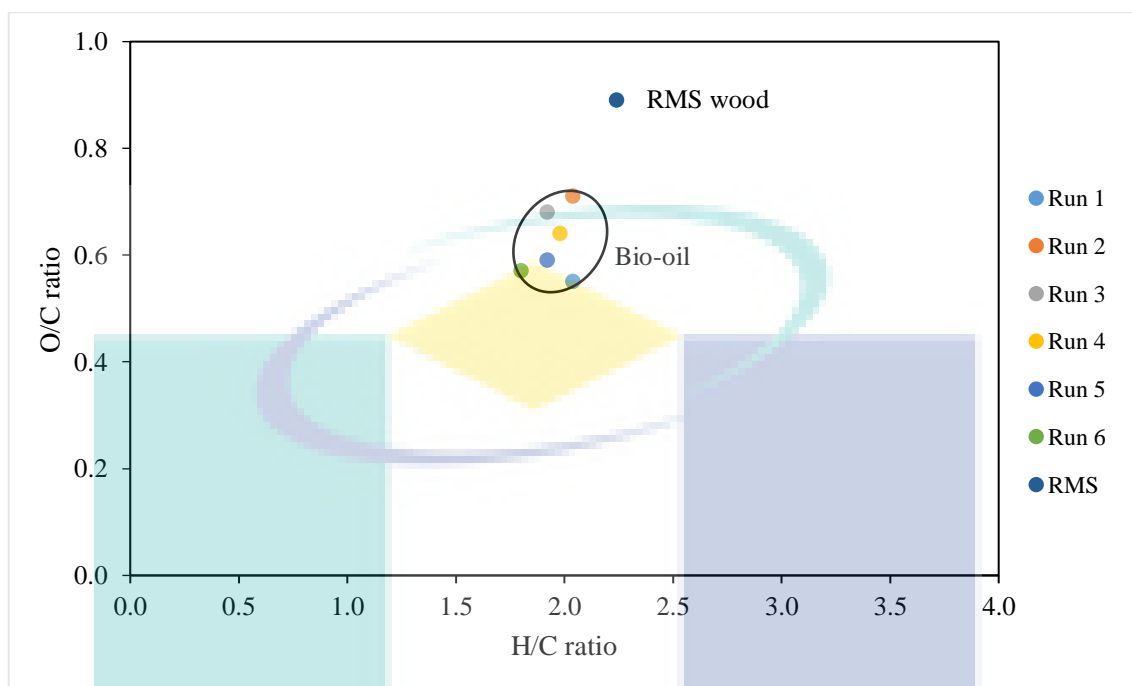 1.0
RMS wood
0.8
Run 1
Run 2
0.6
Bio-oil
Run 3
O/C ratio
Run 4
0.4
Run 5
Run 6
0.2
RMS
0.0
0.0 0.5 1.0 1.5 2.0 2.5 3.0 3.5 4.0
H/C ratio